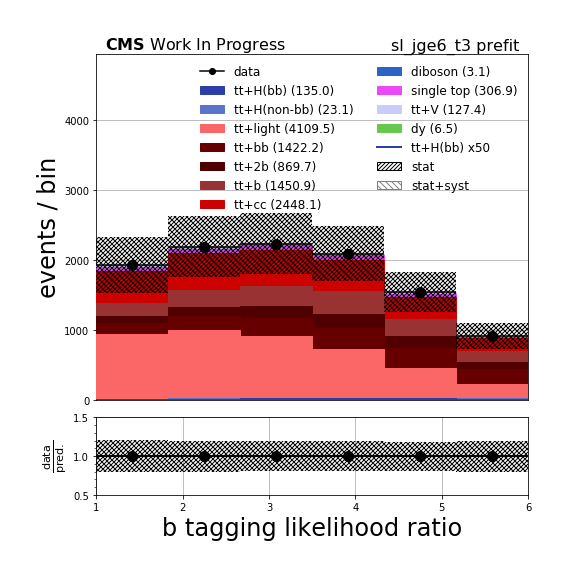 CMS Work In Progress
sl_jge6_t3 prefit
data
tt+H(bb) (135.0)
tt+H(non-bb) (23.1)
tt+light (4109.5)
tt+bb (1422.2)
tt+2b (869.7)
tt+b (1450.9)
tt+cc (2448.1)
diboson (3.1)
single top (306.9)
tt+V (127.4)
dy (6.5)
tt+H(bb) x50
stat
stat+syst
events / bin
4000
3000
2000
1000
0
data
pred.
1.5
1.0
0.5
1 2 3 4 5 6
b tagging likelihood ratio